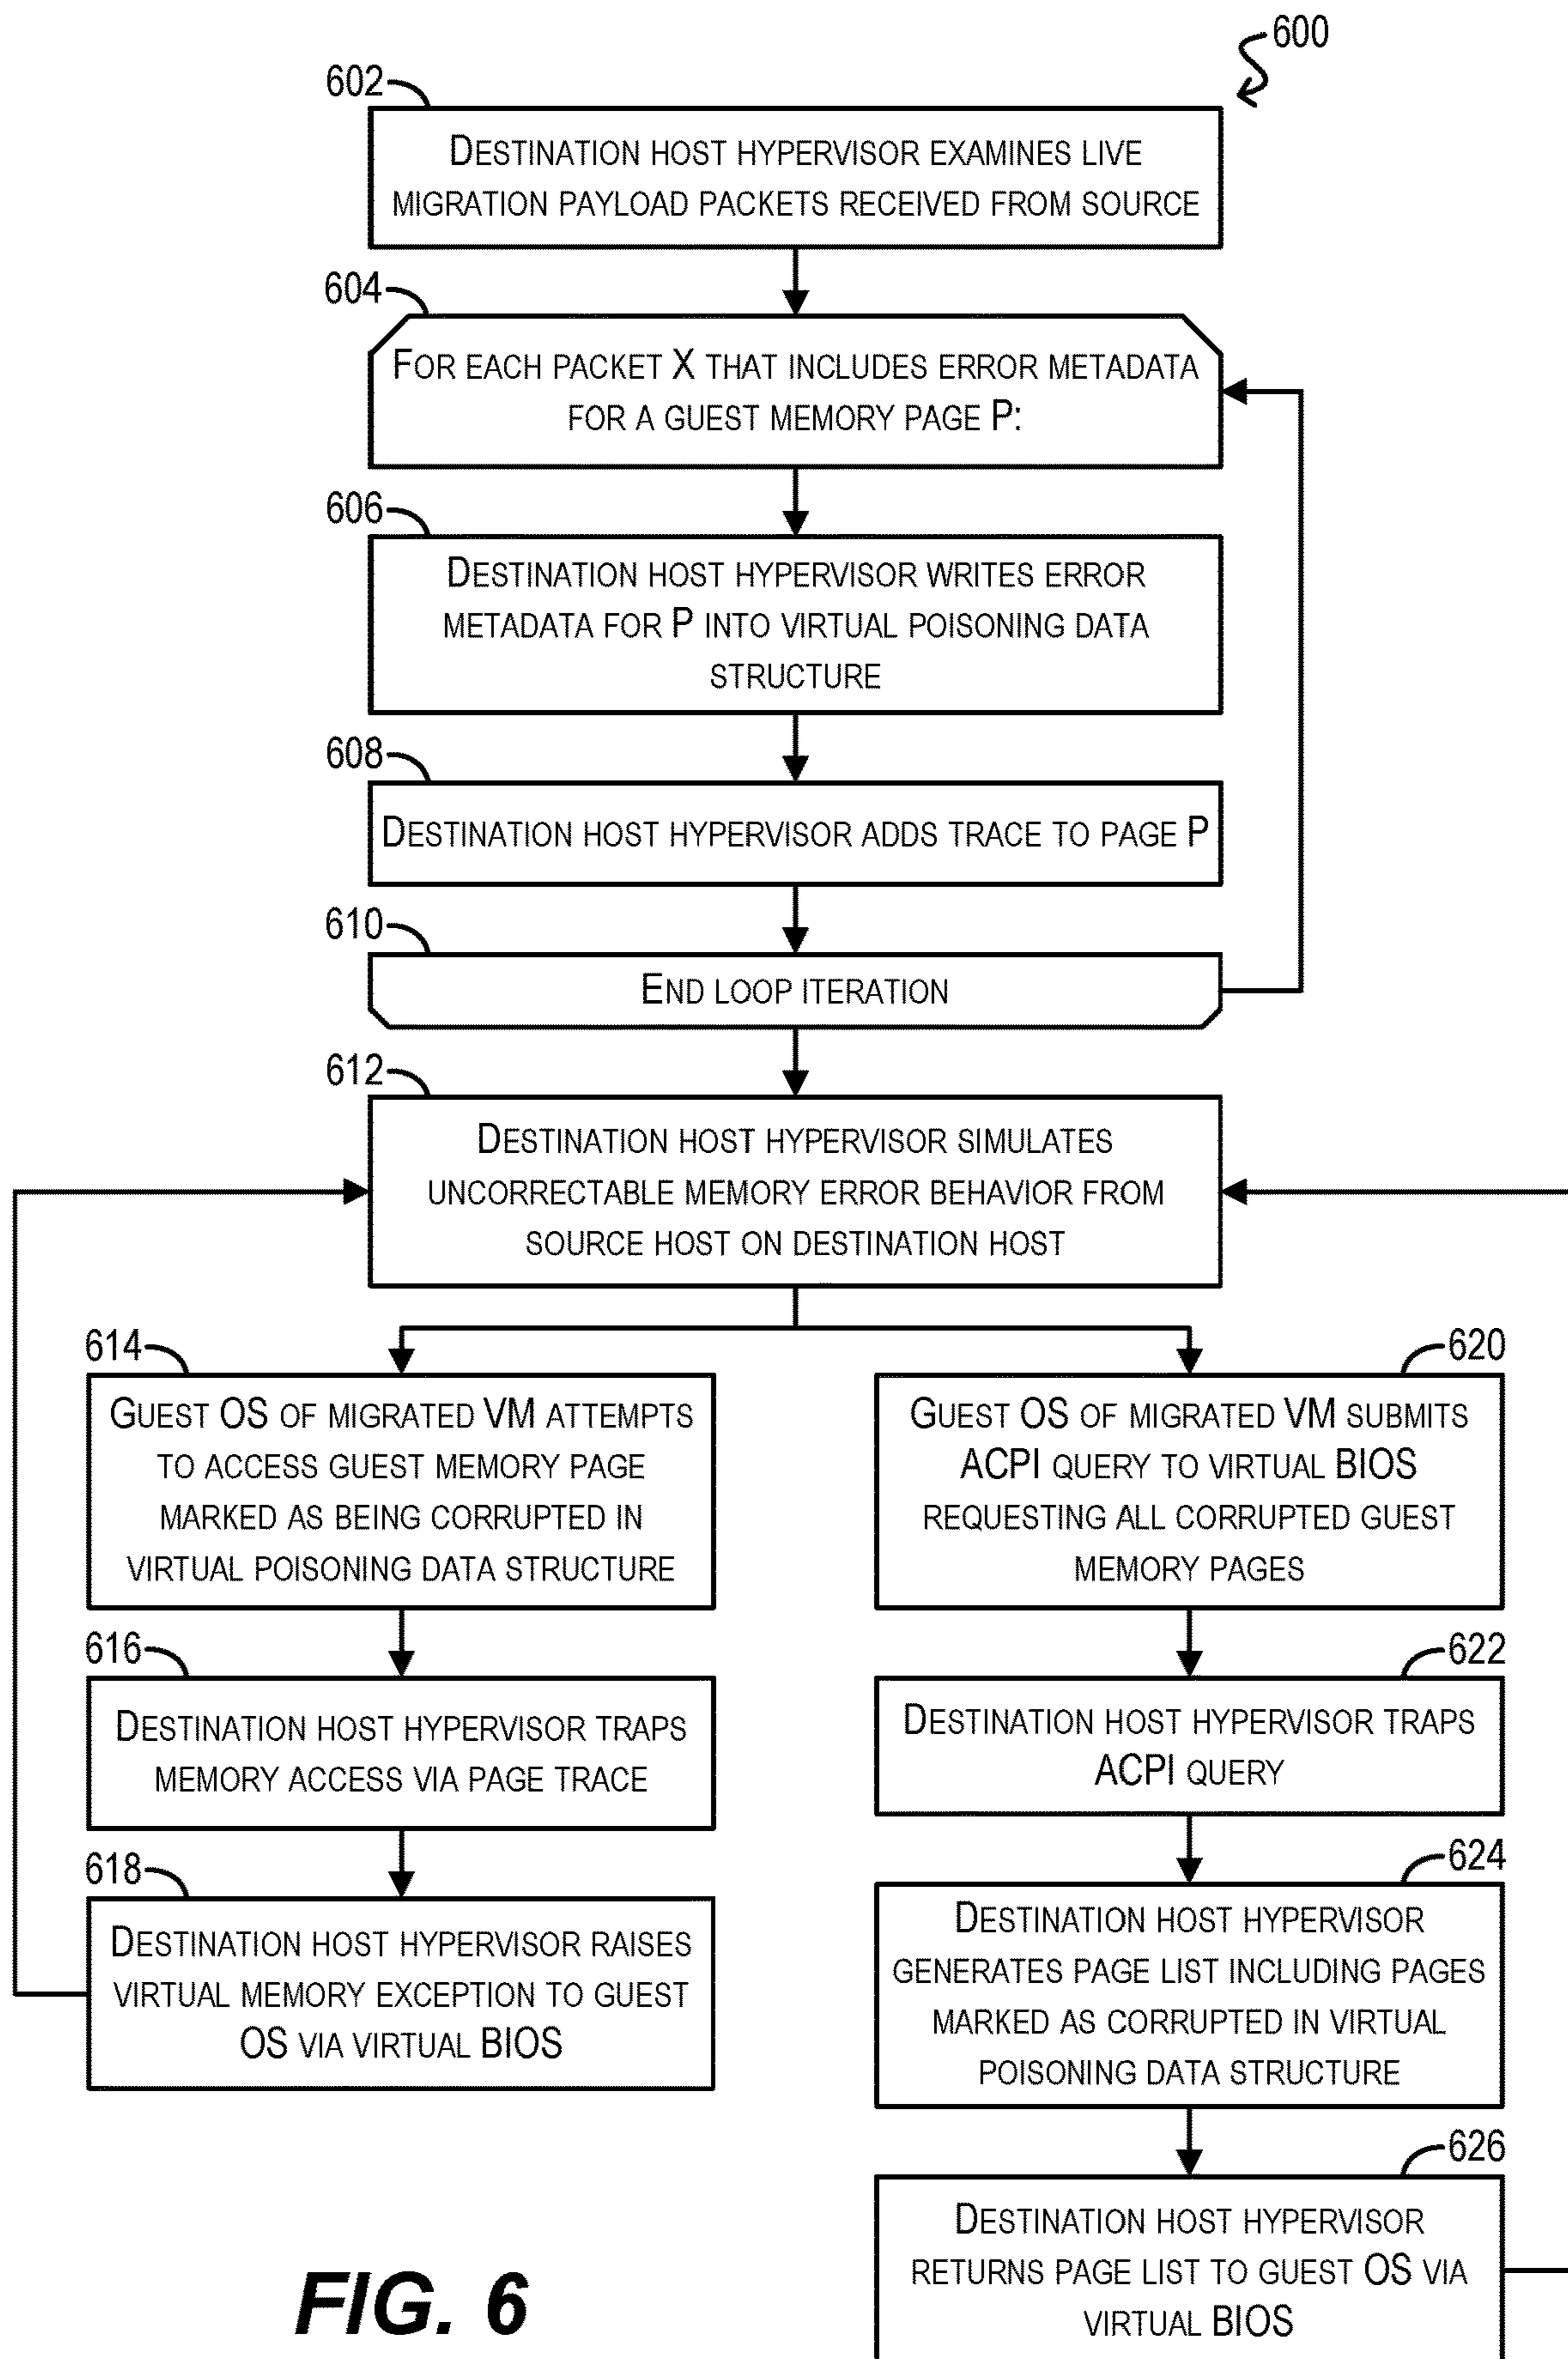 600
602
DESTINATION HOST HYPERVISOR EXAMINES LIVE
MIGRATION PAYLOAD PACKETS RECEIVED FROM SOURCE
604
FOR EACH PACKET X THAT INCLUDES ERROR METADATA
FOR A GUEST MEMORY PAGE P:
606
DESTINATION HOST HYPERVISOR WRITES ERROR
METADATA FOR P INTO VIRTUAL POISONING DATA
STRUCTURE
608
DESTINATION HOST HYPERVISOR ADDS TRACE TO PAGE P
610
END LOOP ITERATION
612
DESTINATION HOST HYPERVISOR SIMULATES
UNCORRECTABLE MEMORY ERROR BEHAVIOR FROM
SOURCE HOST ON DESTINATION HOST
614
GUEST OS OF MIGRATED VM ATTEMPTS
TO ACCESS GUEST MEMORY PAGE
MARKED AS BEING CORRUPTED IN
VIRTUAL POISONING DATA STRUCTURE
616
DESTINATION HOST HYPERVISOR TRAPS
MEMORY ACCESS VIA PAGE TRACE
618
DESTINATION HOST HYPERVISOR RAISES
VIRTUAL MEMORY EXCEPTION TO GUEST
OS VIA VIRTUAL BIOS
620
GUEST OS OF MIGRATED VM SUBMITS
ACPI QUERY TO VIRTUAL BIOS
REQUESTING ALL CORRUPTED GUEST
MEMORY PAGES
622
DESTINATION HOST HYPERVISOR TRAPS
ACPI QUERY
624
DESTINATION HOST HYPERVISOR
GENERATES PAGE LIST INCLUDING PAGES
MARKED AS CORRUPTED IN VIRTUAL
POISONING DATA STRUCTURE
626
DESTINATION HOST HYPERVISOR
RETURNS PAGE LIST TO GUEST OS VIA
VIRTUAL BIOS
FIG. 6